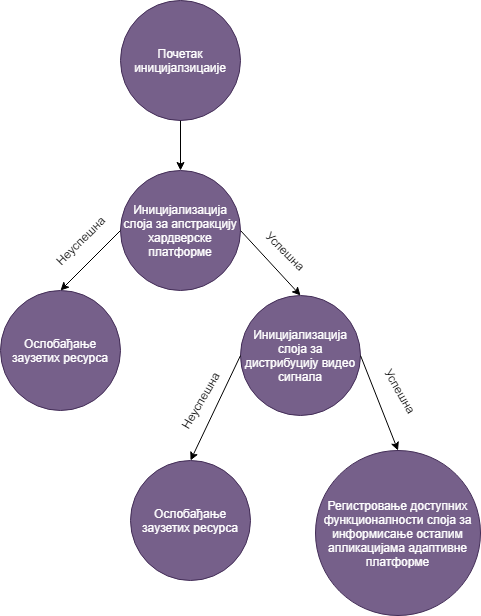 Почетак
иницијалзицаије
Иницијализација
слоја за апстракцију
хардверске
платформе
Неуспешна
Успешна
Ослобађање
заузетих ресурса
Иницијализација
слоја за
дистрибуцију видео
сигнала
Неуспешна
Успешна
Ослобађање
заузетих ресурса
Регистровање доступних
функционалности слоја за
информисање осталим
апликацијама адаптивне
платформе